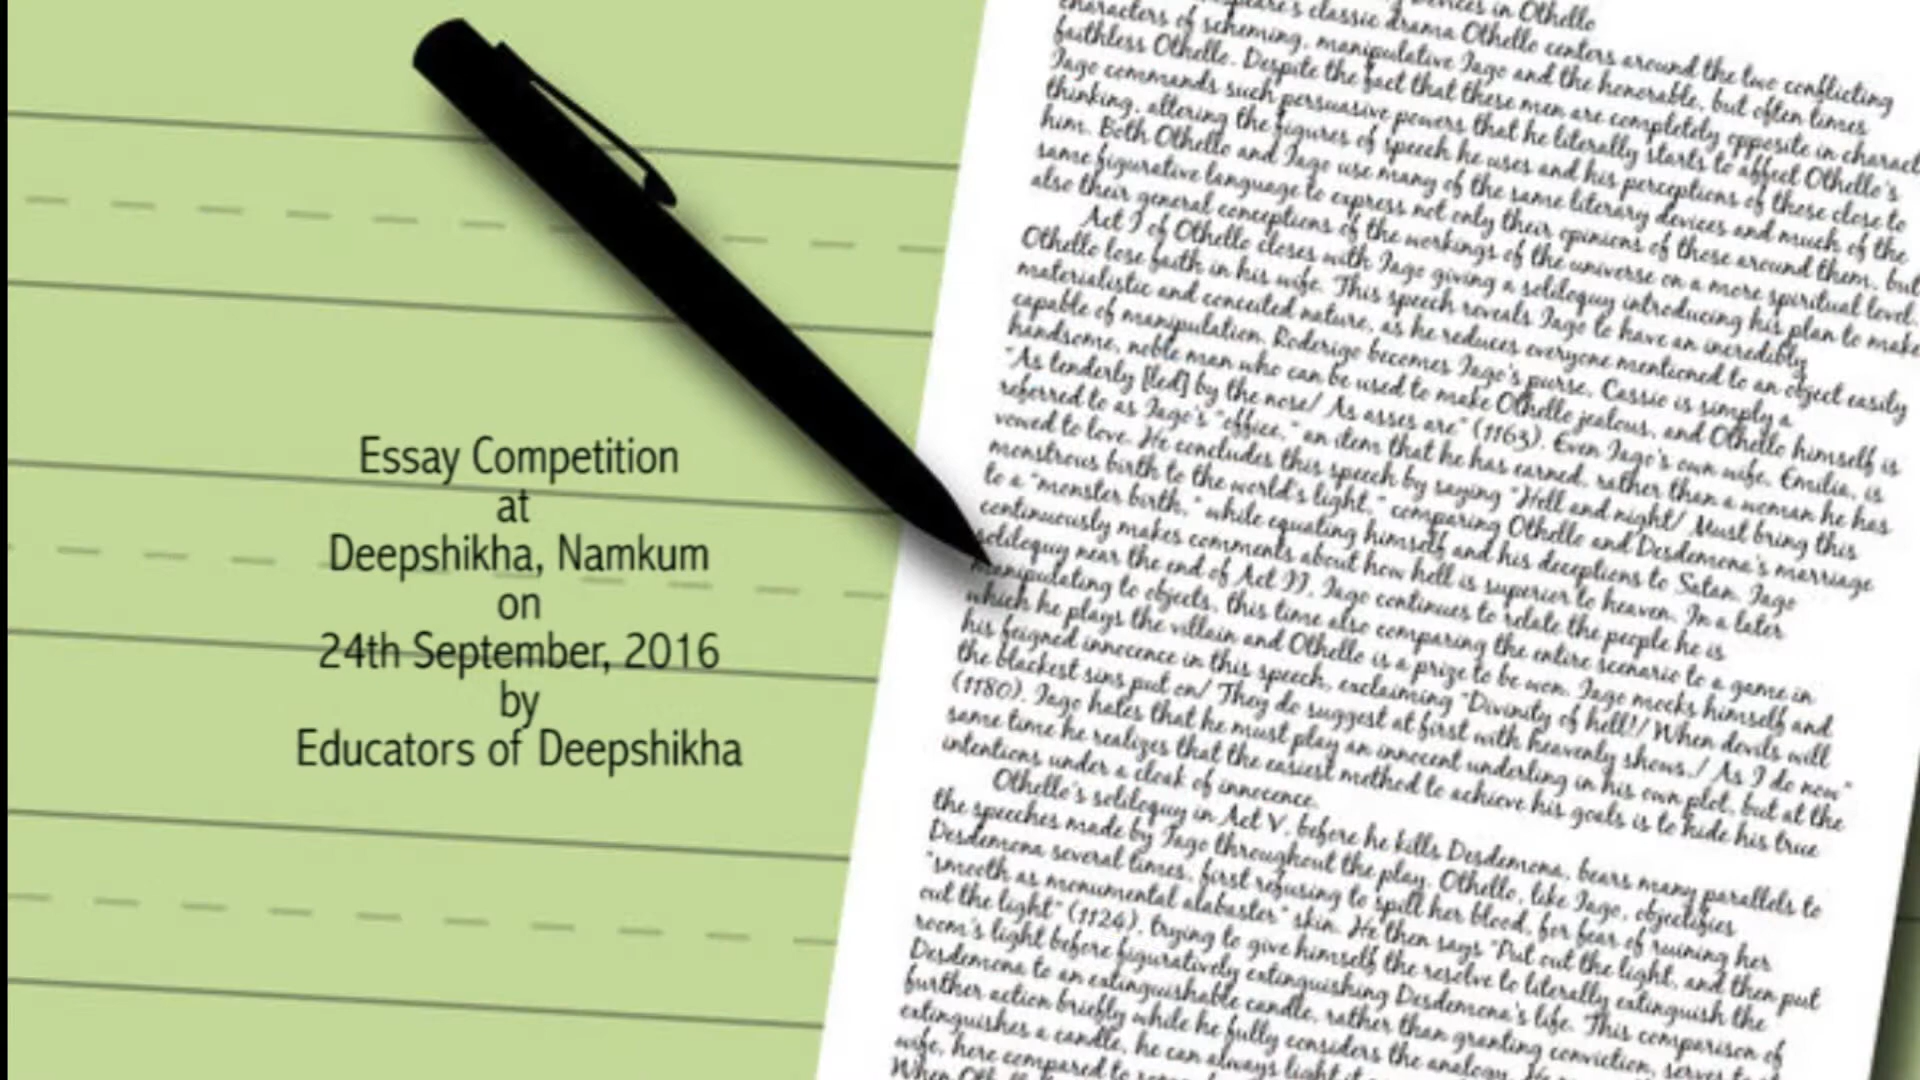 Essay Competition
at
Deepshikha, Namkum
on
24th September, 2016
by
Educators of Deepshikha
Devices in Othello
classic drama Othello centers around the two conflicting
characters of scheming, manipulative Iago and the honorable, but often times
faithless Othello. Despite the fact that these men are completely opposite in
Iago commands such persuasive powers that he literally starts to affect Othello's
thinking, altering the figures of speech he uses and his perceptions of those close to
him. Both Othello and Iago use many of the same literary devices and much of the
same figurative language to express not only their opinions of those around them, but
also their general conceptions of the workings of the universe on a more spiritual level.
Act I of Othello closes with Iago giving a soliloquy introducing his plan to make
Othello lose faith in his wife. This speech reveals Iago to have an incredibly
materialistic and conceited nature, as he reduces everyone mentioned to an object easily
capable of manipulation. Roderigo becomes Iago's purse, Cassio is simply a
handsome, noble man who can be used to make Othello jealous, and Othello himself is
"As tenderly [led] by the nose/ As asses are" (1163). Even Iago's own wife, Emilia, is
referred to as Iago's "office," an item that he has earned, rather than a woman he has
vowed to love. He concludes this speech by saying "Hell and night/ Must bring this
monstrous birth to the world's light," comparing Othello and Desdemona's marriage
to a "monster birth," while equating himself and his deceptions to Satan. Iago
continuously makes comments about how hell is superior to heaven. In a later
soliloquy near the end of Act II, Iago continues to relate the people he is
manipulating to objects, this time also comparing the entire scenario to a game in
which he plays the villain and Othello is a prize to be won. Iago mocks himself and
his feigned innocence in this speech, exclaiming "Divinity of hell!/ When devils will
the blackest sins put on/ They do suggest at first with heavenly shows,/ As I do now"
(1180). Iago hates that he must play an innocent underling in his own plot, but at the
same time he realizes that the easiest method to achieve his goals is to hide his true
intentions under a cloak of innocence.
Othello's soliloquy in Act V, before he kills Desdemona, bears many parallels to
the speeches made by Iago throughout the play. Othello, like Iago, objectifies
Desdemona several times, first refusing to spill her blood, for fear of ruining her
"smooth as monumental alabaster" skin. He then says "Put out the light, and then put
out the light" (1124), trying to give himself the resolve to literally extinguish the
room's light before figuratively extinguishing Desdemona's life. This comparison of
Desdemona to an extinguishable candle, rather than granting conviction, serves to
further action briefly while he fully considers the analogy. He
extinguishes a candle, he can always light it
wife, here compared to
When